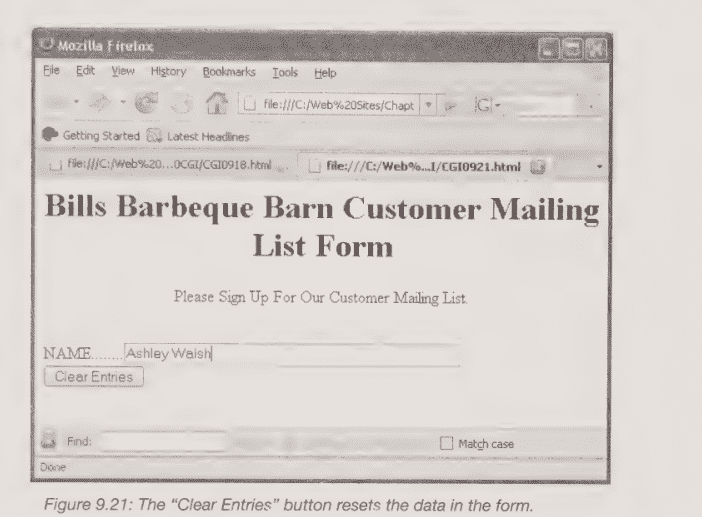 Mozilla Firefox
File Edit View History Bookmarks Tools Help
file:///C:/Web%20Sites/Chapt G
Getting Started Latest Headlines
file:///C:/Web%20...0CGI/CGI0918.html ... file:///C:/Web%...I/CGI0921.html
Bills Barbeque Barn Customer Mailing
List Form
Please Sign Up For Our Customer Mailing List
NAME........Ashley Walsh
Clear Entries
Find: Match case
Done
Figure 9.21: The “Clear Entries” button resets the data in the form.